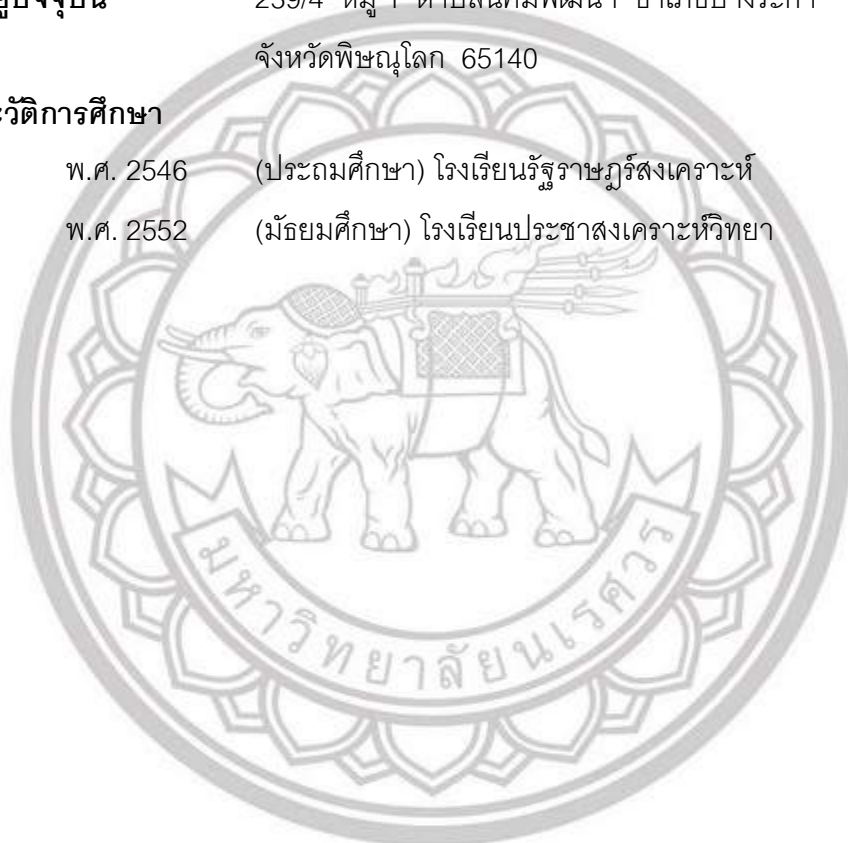 259/4
จังหวัดพิษณุโลก 65140
วัติการศึกษา
พ.ศ. 2546 (ประถมศึกษา) โรงเรียนรัฐราษฎร์สงเคราะห์
พ.ศ. 2552 (มัธยมศึกษา) โรงเรียนประชาสงเคราะห์วิทยา
มหาวิทยาลัยนเรศวร